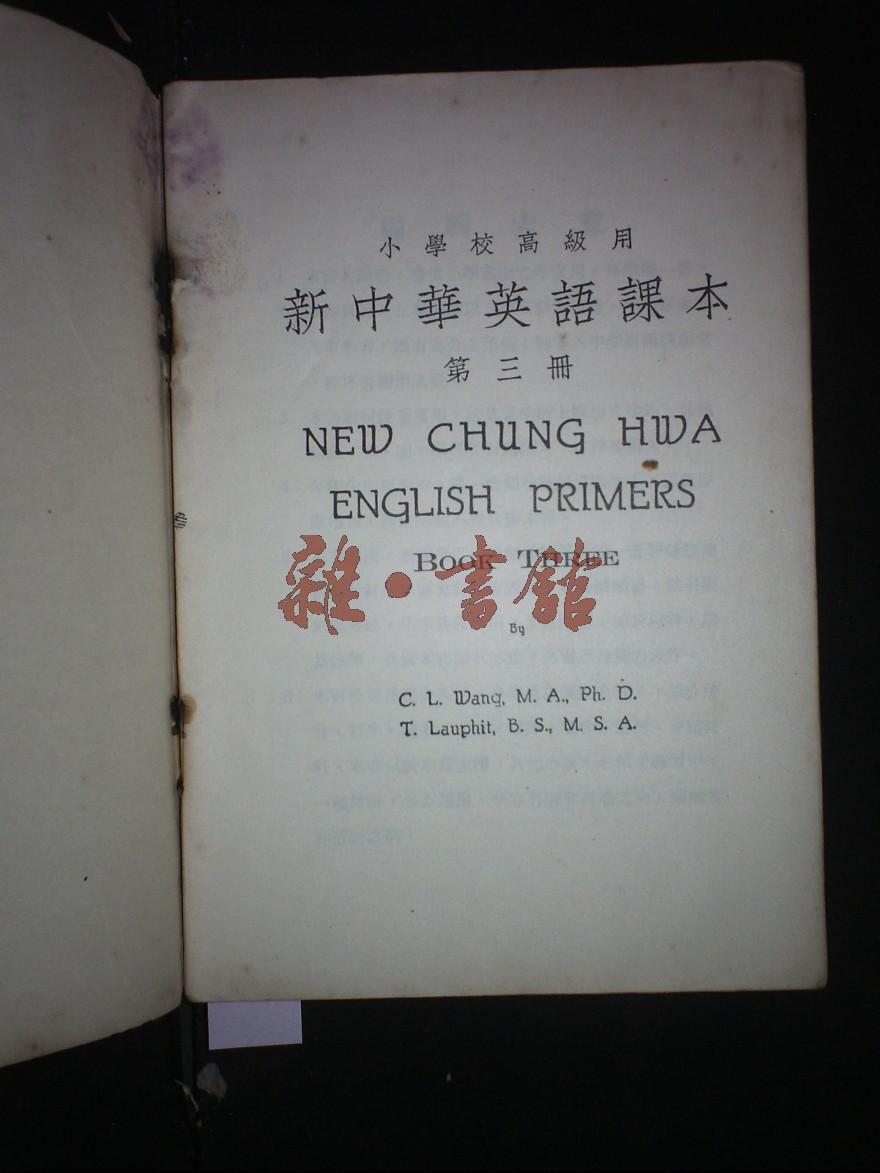 小學校高級用
新中華英語課本
第三冊
NEW CHUNG HWA
ENGLISH PRIMERS
BOOK THREE
雜·書館
By
C. L. Wang, M. A., Ph. D.
T. Lauphit, B. S., M. S. A.